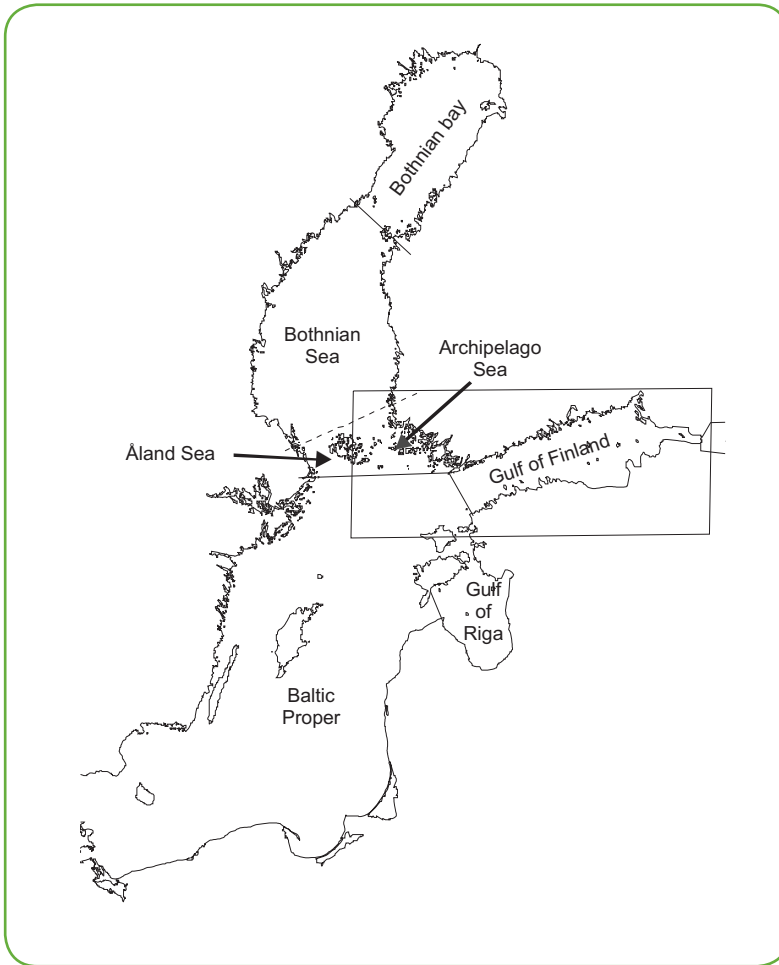 Bothnian bay
Bothnian
Sea
Archipelago
Sea
Åland Sea
Gulf of Finland
Gulf
of
Riga
Baltic
Proper